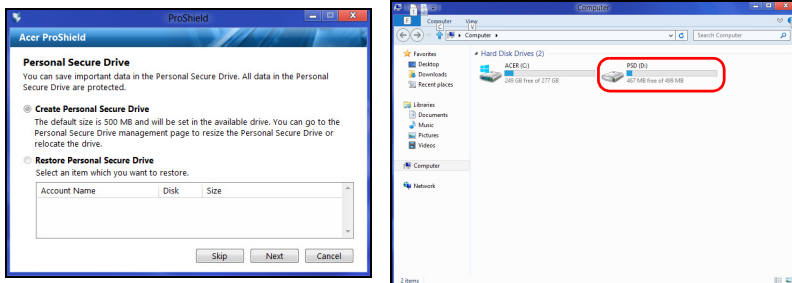 ProShield
Acer ProShield
Personal Secure Drive
You can save important data in the Personal Secure Drive. All data in the Personal
Secure Drive are protected.
Create Personal Secure Drive
The default size is 500 MB and will be set in the available drive. You can go to the
Personal Secure Drive management page to resize the Personal Secure Drive or
relocate the drive.
Restore Personal Secure Drive
Select an item which you want to restore.
Account Name Disk Size
Skip Next Cancel
Computer
F Computer View
C V
Computer
Search Computer
Favorites
Desktop
Downloads
Recent places
Libraries
Documents
Music
Pictures
Videos
Computer
Network
Hard Disk Drives (2)
ACER (C:)
249 GB free of 277 GB
PSD (D:)
467 MB free of 499 MB
2 items